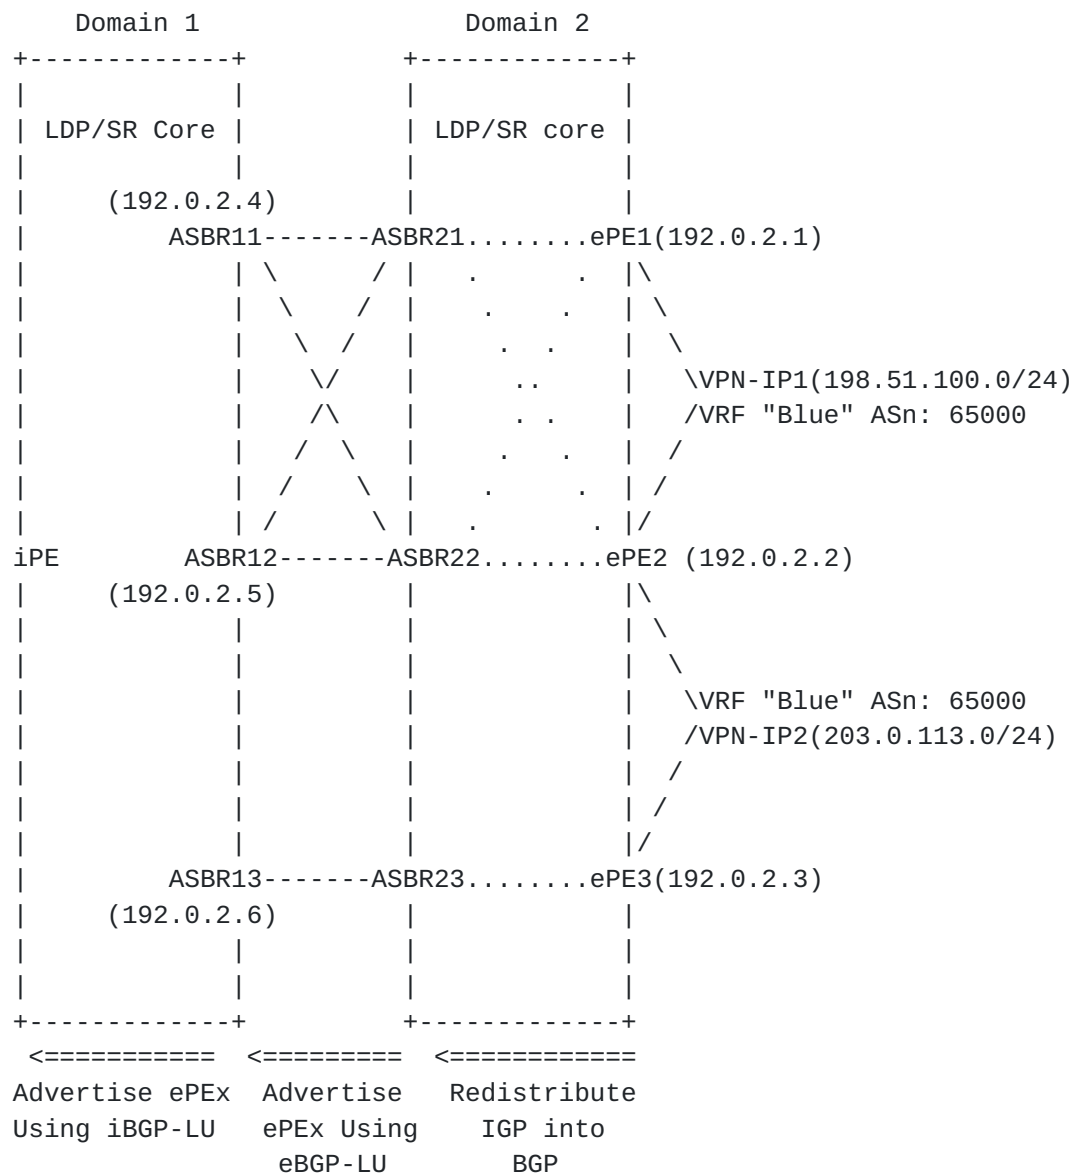 Domain 1 Domain 2
LDP/SR Core LDP/SR core
(192.0.2.4)
ASBR11-------ASBR21........ePE1(192.0.2.1)
VPN-IP1(198.51.100.0/24)
VRF "Blue" ASn: 65000
iPE ASBR12-------ASBR22........ePE2 (192.0.2.2)
(192.0.2.5)
VRF "Blue" ASn: 65000
VPN-IP2(203.0.113.0/24)
ASBR13-------ASBR23........ePE3(192.0.2.3)
(192.0.2.6)
<=========== <========= <============
Advertise ePEx Advertise Redistribute
Using iBGP-LU ePEx Using IGP into
eBGP-LU BGP